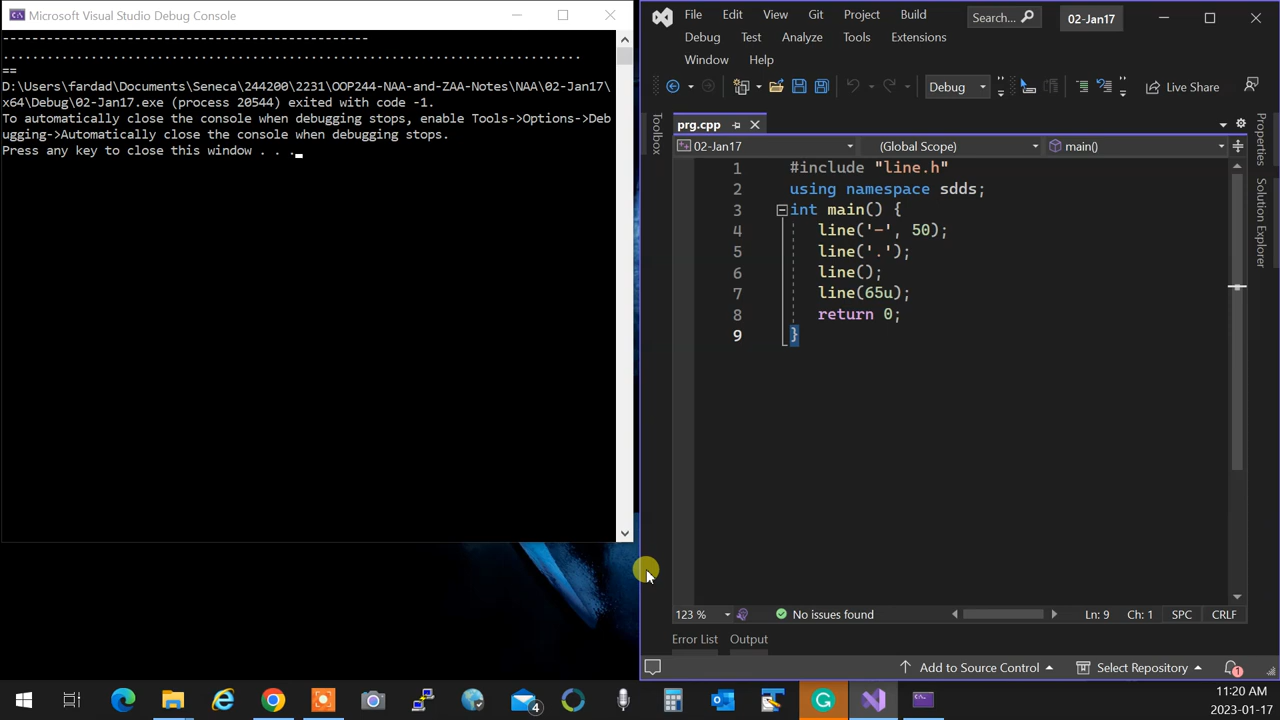 Microsoft Visual Studio Debug Console
--------------------------------------------------
...............................................................................
==
D:\Users\fardad\Documents\Seneca\244200\2231\OOP244-NAA-and-ZAA-Notes\NAA\02-Jan17\
x64\Debug\02-Jan17.exe (process 20544) exited with code -1.
To automatically close the console when debugging stops, enable Tools->Options->Deb
ugging->Automatically close the console when debugging stops.
Press any key to close this window . . .
File Edit View Git Project Build Search... 02-Jan17
Debug Test Analyze Tools Extensions
Window Help
Debug Live Share
Toolbox
prg.cpp
02-Jan17 (Global Scope) main()
1 #include "line.h"
2 using namespace sdds;
3 int main() {
4 line('-', 50);
5 line('.');
6 line();
7 line(65u);
8 return 0;
9 }
Properties
Solution Explorer
123 % No issues found Ln: 9 Ch: 1 SPC CRLF
Error List Output
Add to Source Control Select Repository 1
4
11:20 AM
2023-01-17